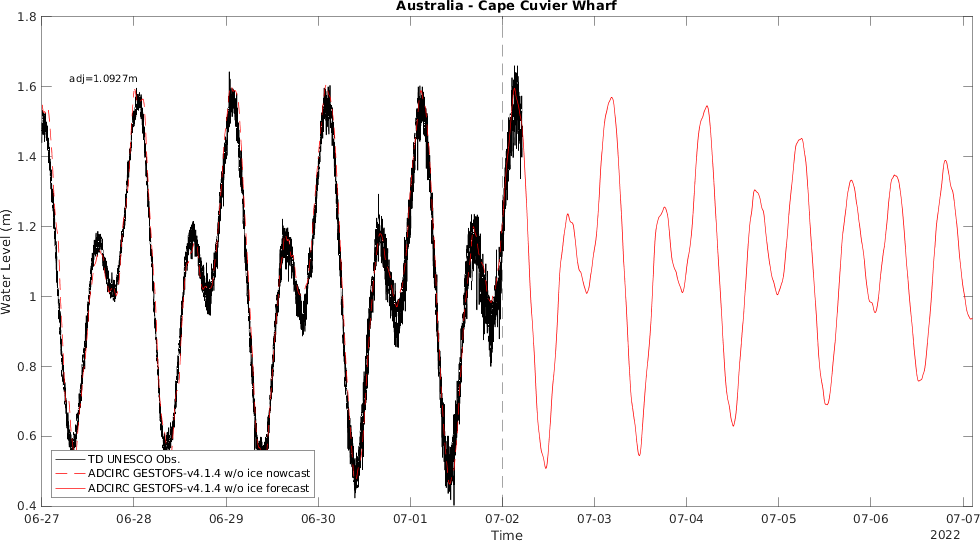 Australia - Cape Cuvier Wharf
1.8
1.6
1.4
1.2
1
0.8
0.6
0.4
Water Level (m)
adj=1.0927m
TD UNESCO Obs.
ADCIRC GESTOFS-v4.1.4 w/o ice nowcast
ADCIRC GESTOFS-v4.1.4 w/o ice forecast
06-27 06-28 06-29 06-30 07-01 07-02 07-03 07-04 07-05 07-06 07-07
Time
2022